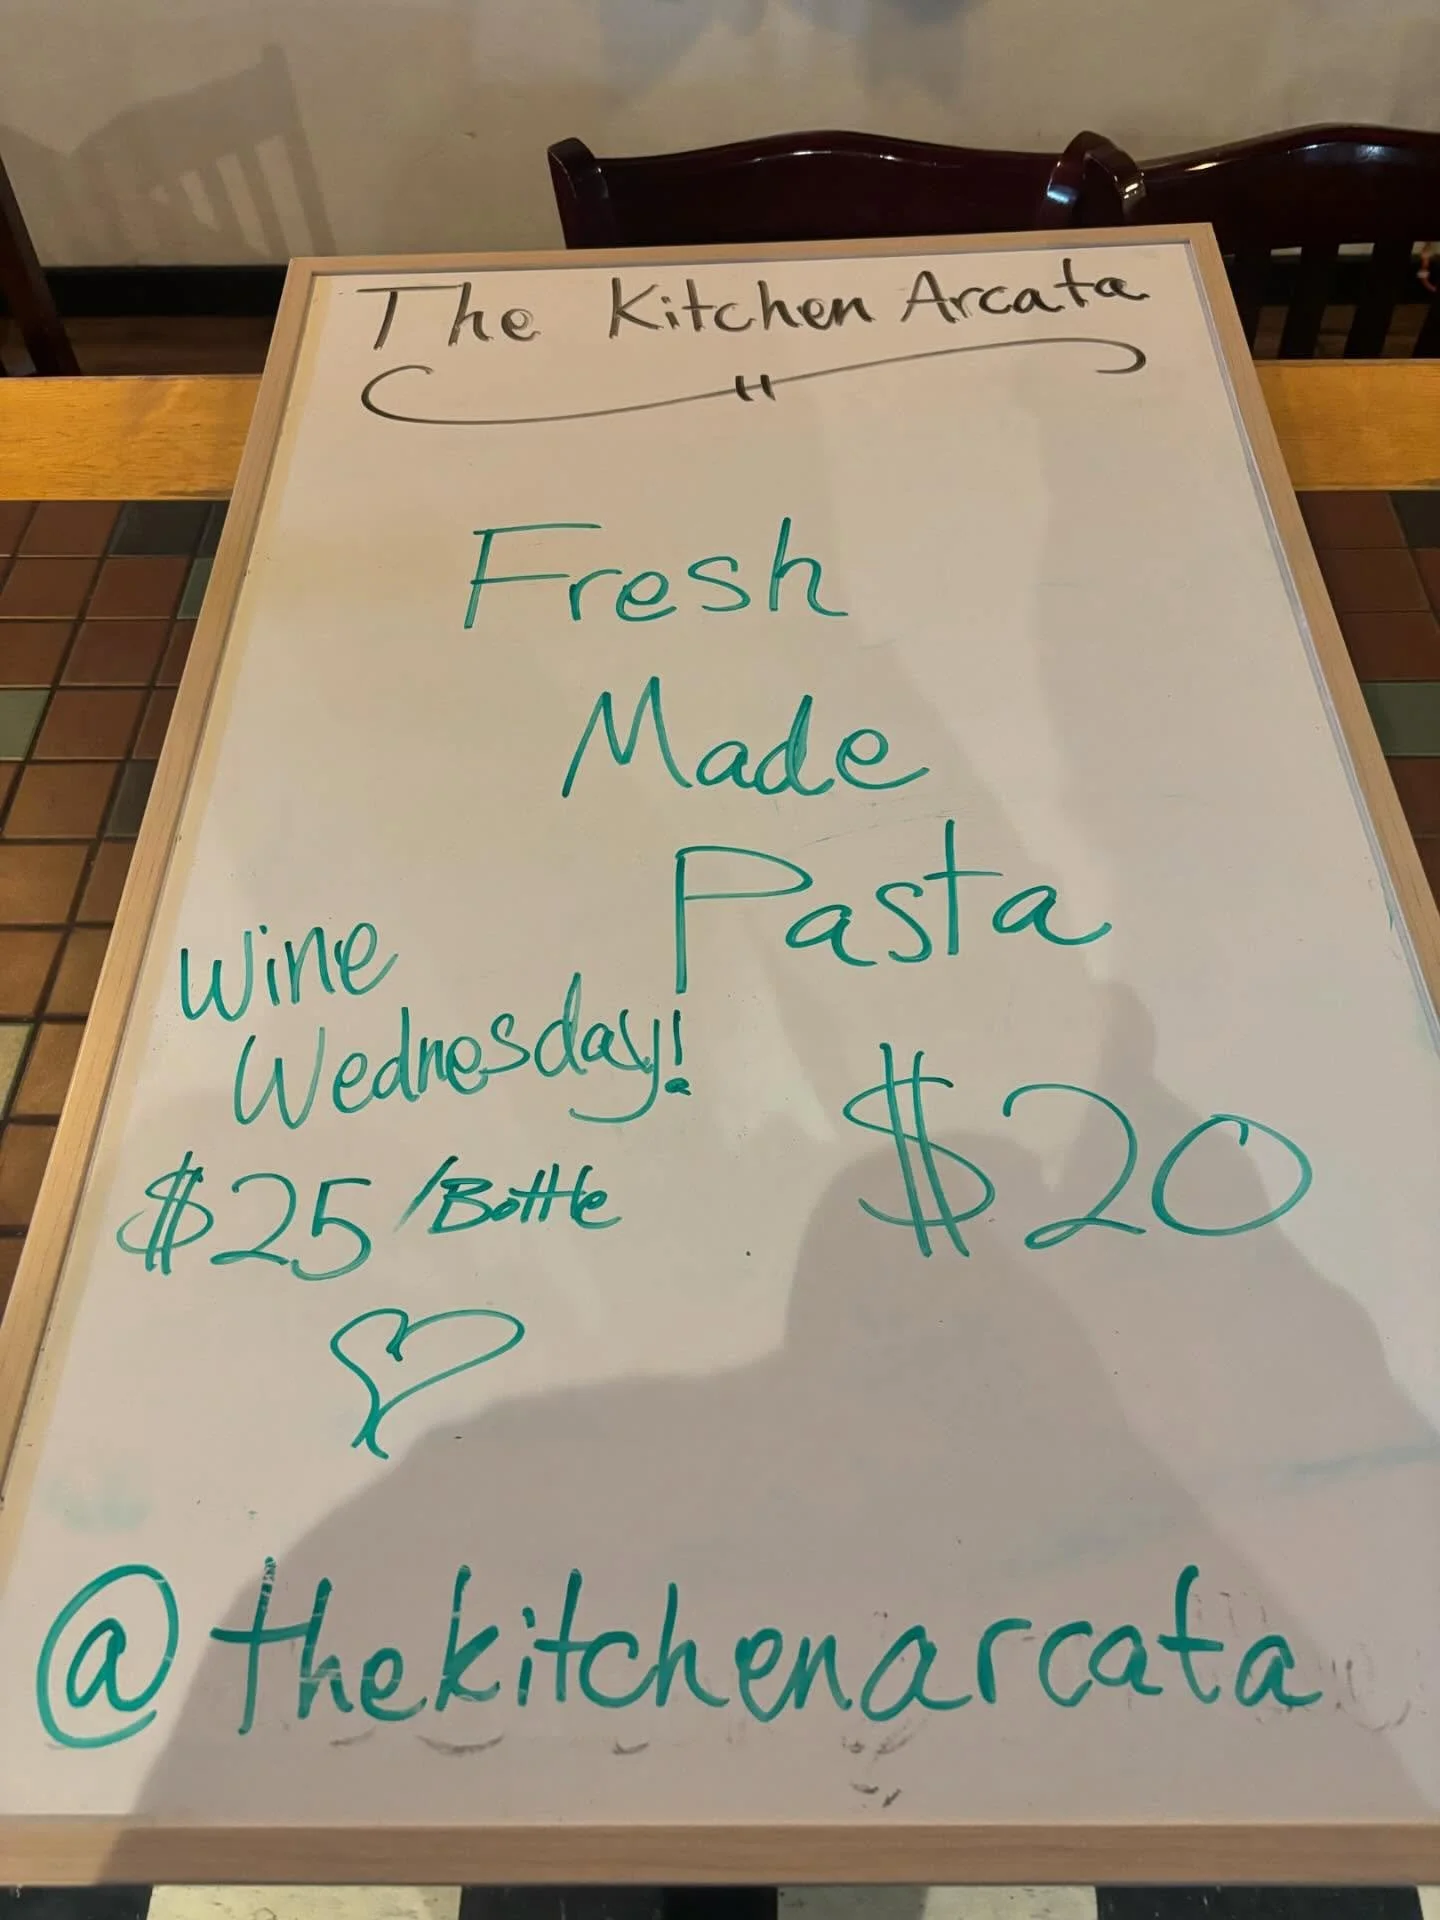 The Kitchen Arcata
Fresh
Made
Pasta
$20
Wine
Wednesday!
$25/Bottle
@thekitchenarcata